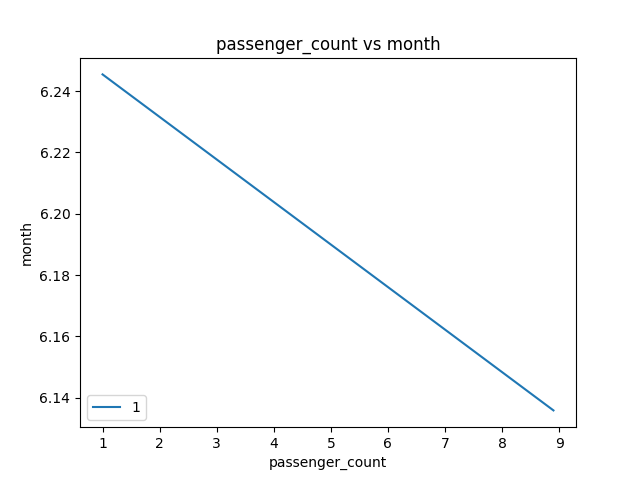 passenger_count vs month
6.24
6.22
6.20
6.18
6.16
6.14
month
1
1 2 3 4 5 6 7 8 9
passenger_count